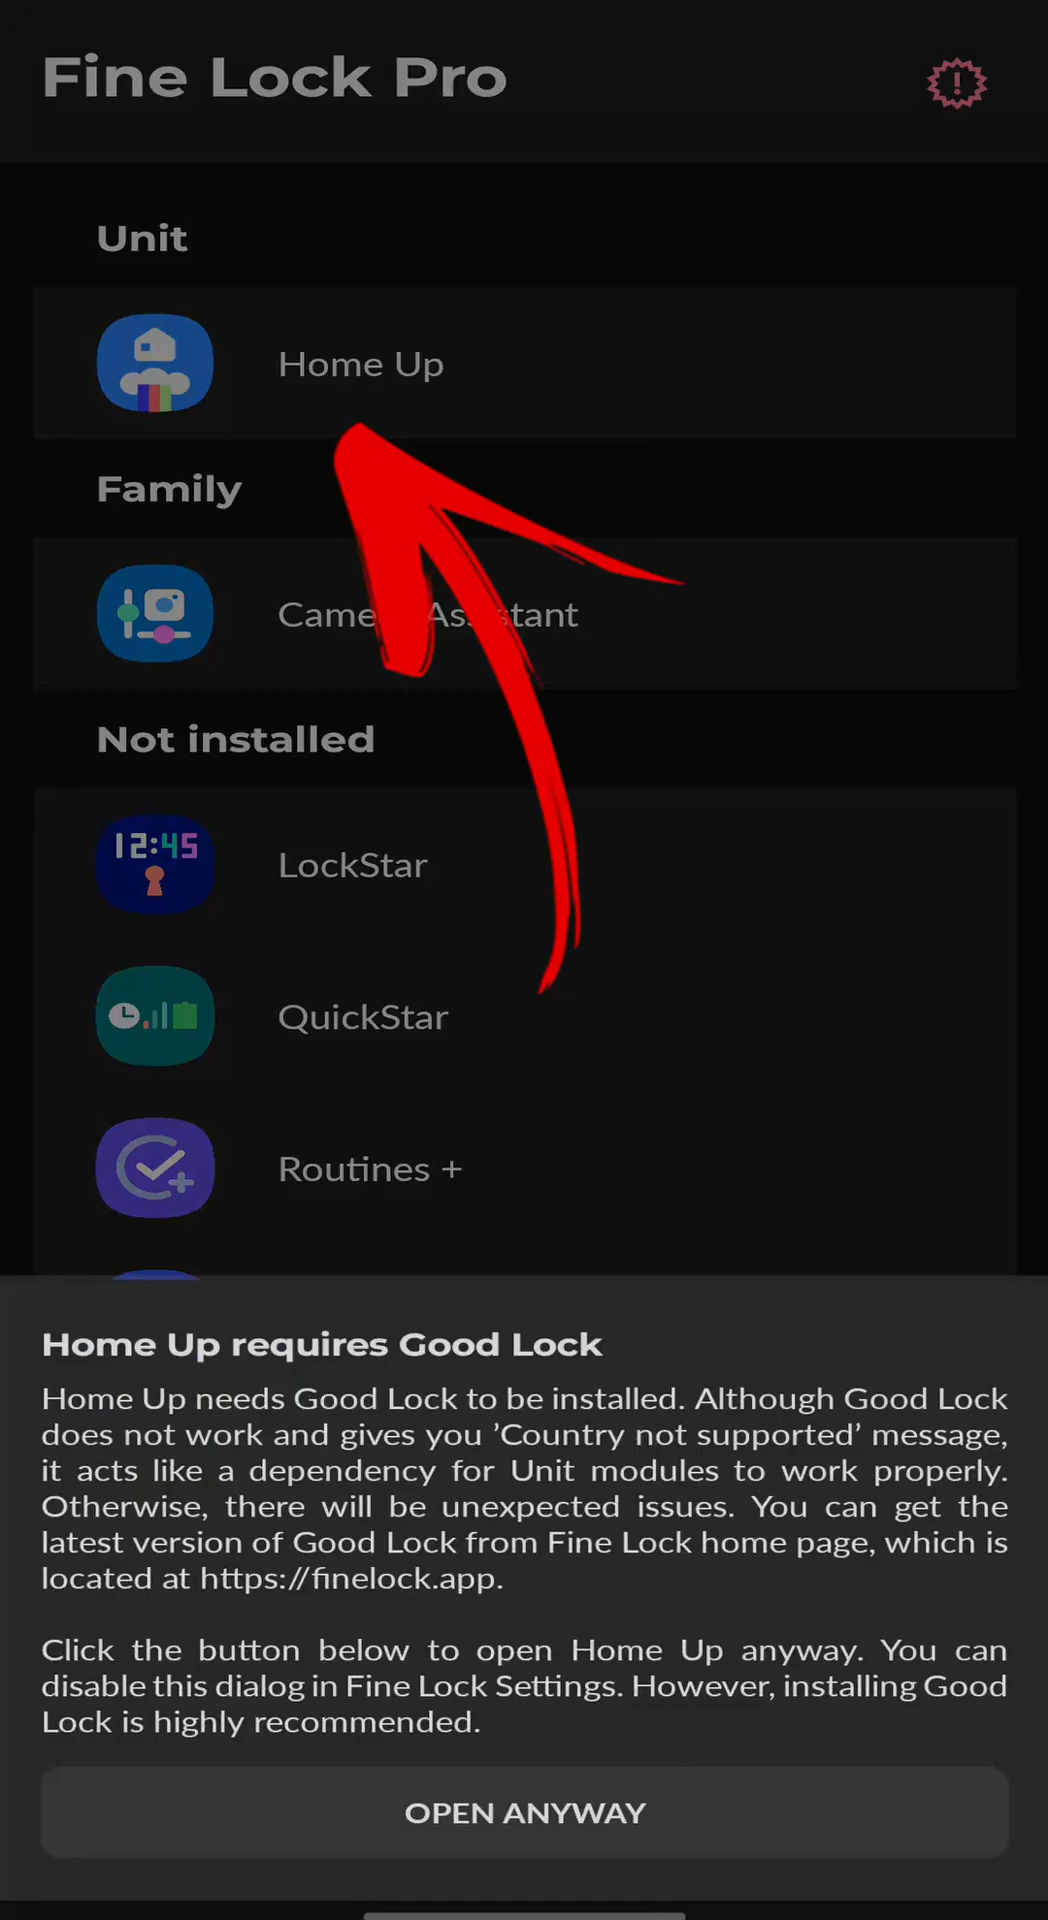 Fine Lock Pro
Unit
Home Up
Family
Camera Assistant
Not installed
12:45
LockStar
QuickStar
Routines +
Home Up requires Good Lock
Home Up needs Good Lock to be installed. Although Good Lock
does not work and gives you ’Country not supported’ message,
it acts like a dependency for Unit modules to work properly.
Otherwise, there will be unexpected issues. You can get the
latest version of Good Lock from Fine Lock home page, which is
located at https://finelock.app.
Click the button below to open Home Up anyway. You can
disable this dialog in Fine Lock Settings. However, installing Good
Lock is highly recommended.
OPEN ANYWAY